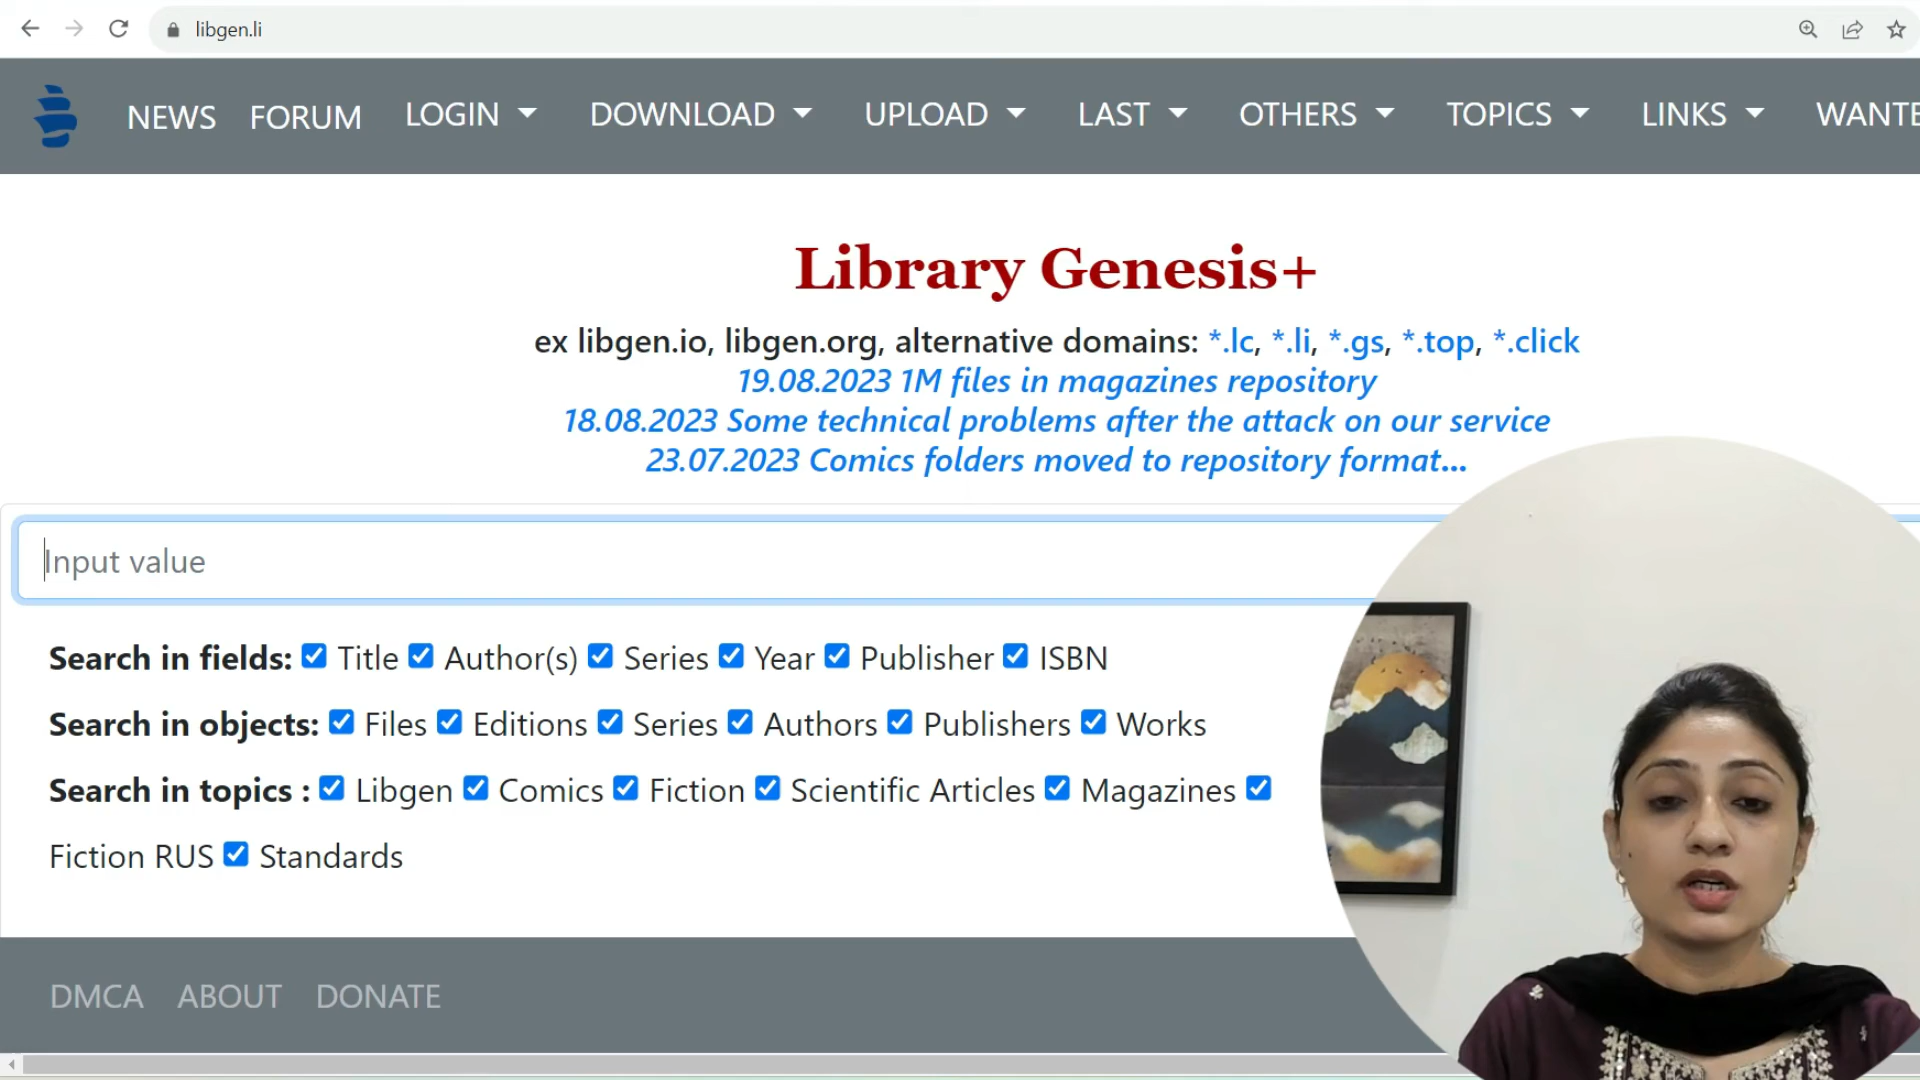 libgen.li
NEWS FORUM LOGIN DOWNLOAD UPLOAD LAST OTHERS TOPICS LINKS WANTE
Library Genesis+
ex libgen.io, libgen.org, alternative domains: *.lc, *.li, *.gs, *.top, *.click
19.08.2023 1M files in magazines repository
18.08.2023 Some technical problems after the attack on our service
23.07.2023 Comics folders moved to repository format...
Input value
Search in fields: Title Author(s) Series Year Publisher ISBN
Search in objects: Files Editions Series Authors Publishers Works
Search in topics : Libgen Comics Fiction Scientific Articles Magazines
Fiction RUS Standards
DMCA ABOUT DONATE